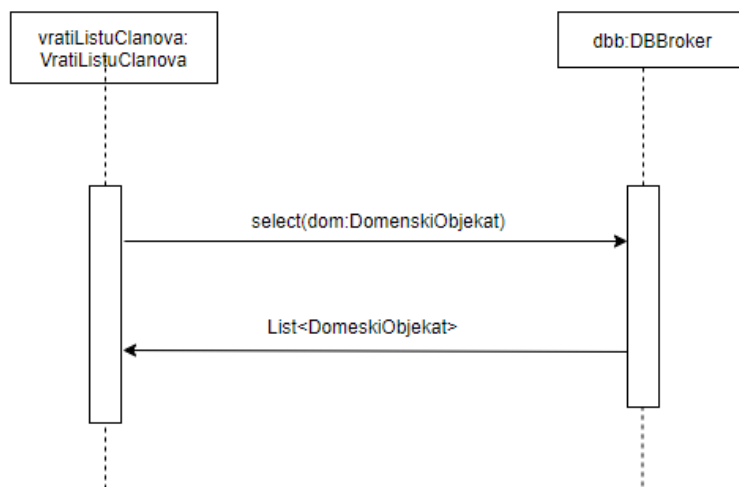 vratiListuClanova:
VratiListuClanova
dbb:DBBroker
select(dom:DomenskiObjekat)
List<DomeskiObjekat>